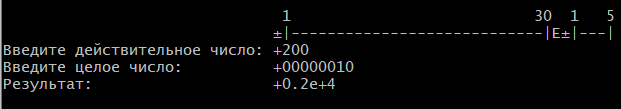 1                           30  1   5
±|----------------------------|E±|---|
Введите действительное число: +200
Введите целое число:          +00000010
Результат:                    +0.2e+4